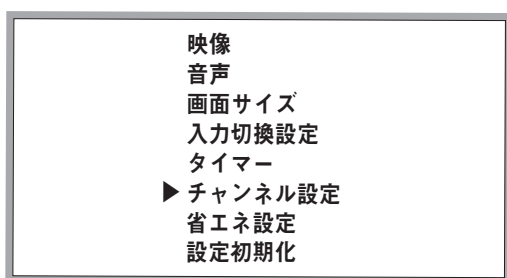 映像
音声
画面サイズ
入力切換設定
タイマー
▶ チャンネル設定
省エネ設定
設定初期化